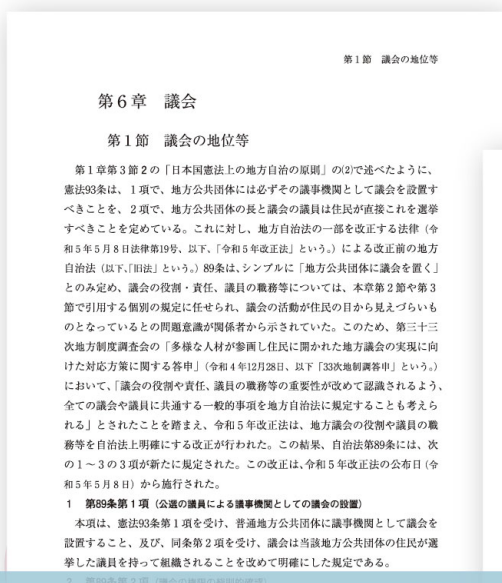 第1節　議会の地位等
第6章　議会
第1節　議会の地位等
第1章第3節2の「日本国憲法上の地方自治の原則」の(2)で述べたように、
憲法93条は、1項で、地方公共団体には必ずその議事機関として議会を設置す
べきことを、2項で、地方公共団体の長と議会の議員は住民が直接これを選挙
すべきことを定めている。これに対し、地方自治法の一部を改正する法律（令
和5年5月8日法律第19号、以下、「令和5年改正法」という。）による改正前の地方
自治法（以下、「旧法」という。）89条は、シンプルに「地方公共団体に議会を置く」
とのみ定め、議会の役割・責任、議員の職務等については、本章第2節や第3
節で引用する個別の規定に任せられ、議会の活動が住民の目から見えづらいも
のとなっているとの問題意識が関係者から示されていた。このため、第三十三
次地方制度調査会の「多様な人材が参画し住民に開かれた地方議会の実現に向
けた対応方策に関する答申」（令和4年12月28日、以下「33次地制調答申」という。）
において、「議会の役割や責任、議員の職務等の重要性が改めて認識されるよう、
全ての議会や議員に共通する一般的事項を地方自治法に規定することも考えら
れる」とされたことを踏まえ、令和5年改正法は、地方議会の役割や議員の職
務等を自治法上明確にする改正が行われた。この結果、自治法第89条には、次
の1～3の3項が新たに規定された。この改正は、令和5年改正法の公布日（令
和5年5月8日）から施行された。
1　第89条第1項（公選の議員による議事機関としての議会の設置）
本項は、憲法93条第1項を受け、普通地方公共団体に議事機関として議会を
設置すること、及び、同条第2項を受け、議会は当該地方公共団体の住民が選
挙した議員を持って組織されることを改めて明確にした規定である。